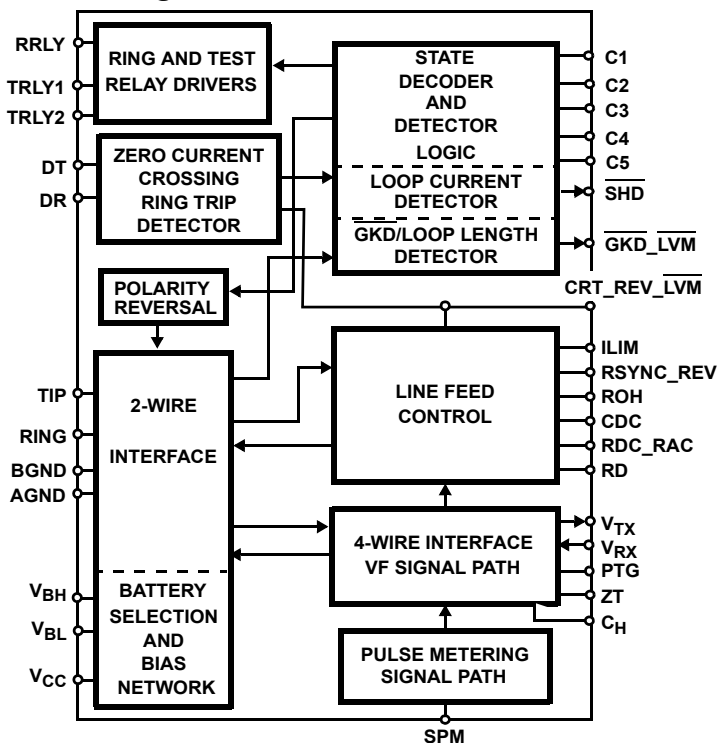 RRLY
TRLY1
TRLY2
DT
DR
TIP
RING
BGND
AGND
VBH
VBL
VCC
RING AND TEST
RELAY DRIVERS
ZERO CURRENT
CROSSING
RING TRIP
DETECTOR
POLARITY
REVERSAL
2-WIRE
INTERFACE
BATTERY
SELECTION
AND
BIAS
NETWORK
STATE
DECODER
AND
DETECTOR
LOGIC
LOOP CURRENT
DETECTOR
GKD/LOOP LENGTH
DETECTOR
LINE FEED
CONTROL
4-WIRE INTERFACE
VF SIGNAL PATH
PULSE METERING
SIGNAL PATH
C1
C2
C3
C4
C5
SHD
GKD_LVM
CRT_REV_LVM
ILIM
RSYNC_REV
ROH
CDC
RDC_RAC
RD
VTX
VRX
PTG
ZT
CH
SPM